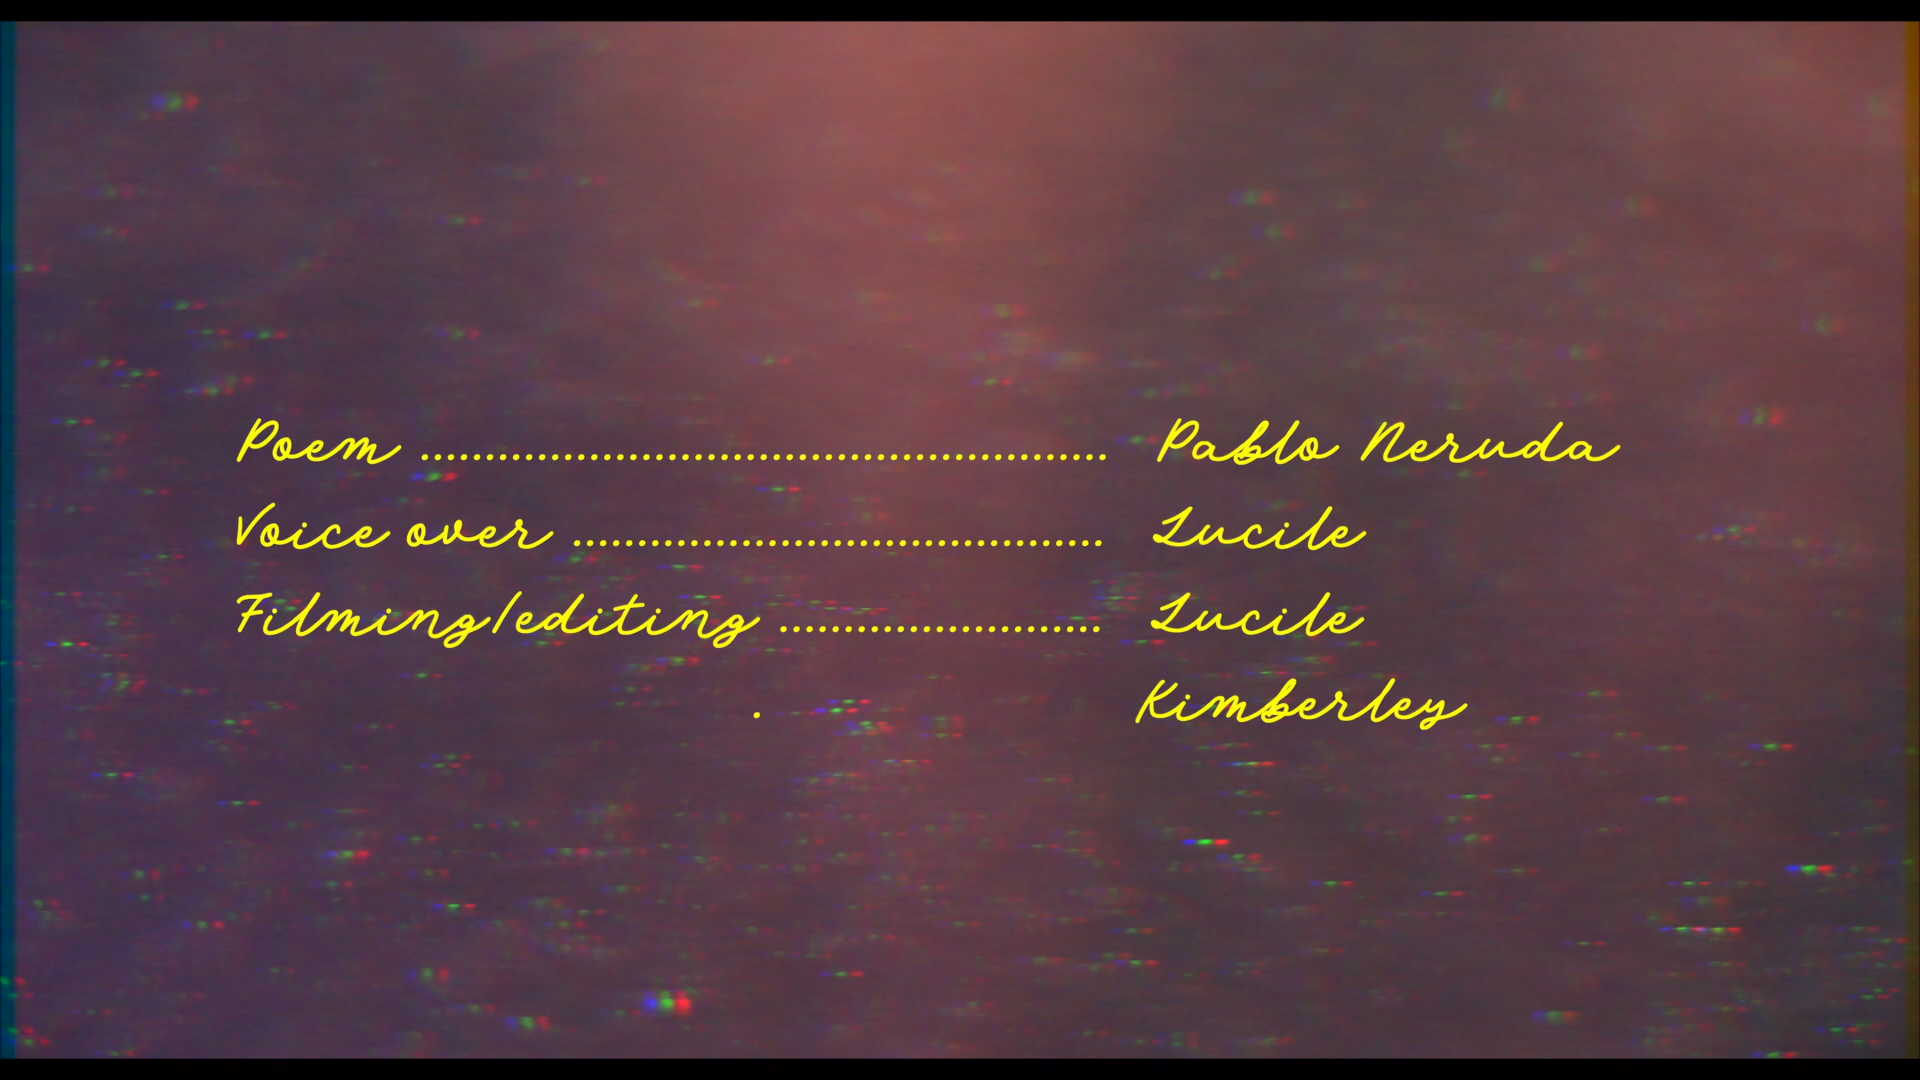 Poem ..................................................... Pablo Neruda
Voice over ......................................... Lucile
Filming/editing ......................... Lucile
. Kimberley